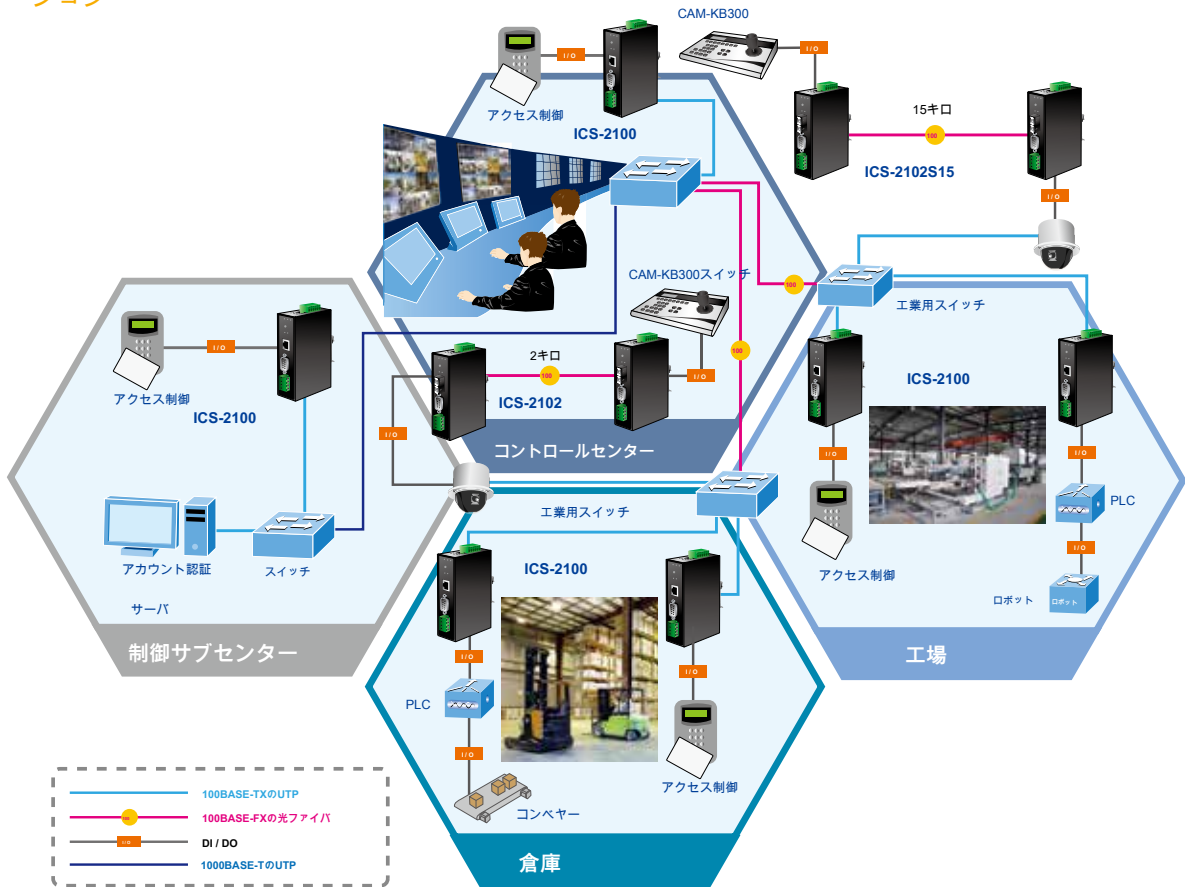 ション
CAM-KB300
I / O
I / O
アクセス制御
ICS-2100
15キロ
100
ICS-2102S15
I / O
CAM-KB300スイッチ
100
工業用スイッチ
I / O
アクセス制御
ICS-2100
2キロ
100
ICS-2102
I / O
100
I / O
コントロールセンター
ICS-2100
I / O
I / O
PLC
アクセス制御
I / O
ロボット
ロボット
工場
アカウント認証
サーバ
スイッチ
制御サブセンター
工業用スイッチ
ICS-2100
I / O
I / O
PLC
I / O
アクセス制御
コンベヤー
倉庫
100BASE-TXのUTP
100
100BASE-FXの光ファイバ
I / O
DI / DO
1000BASE-TのUTP